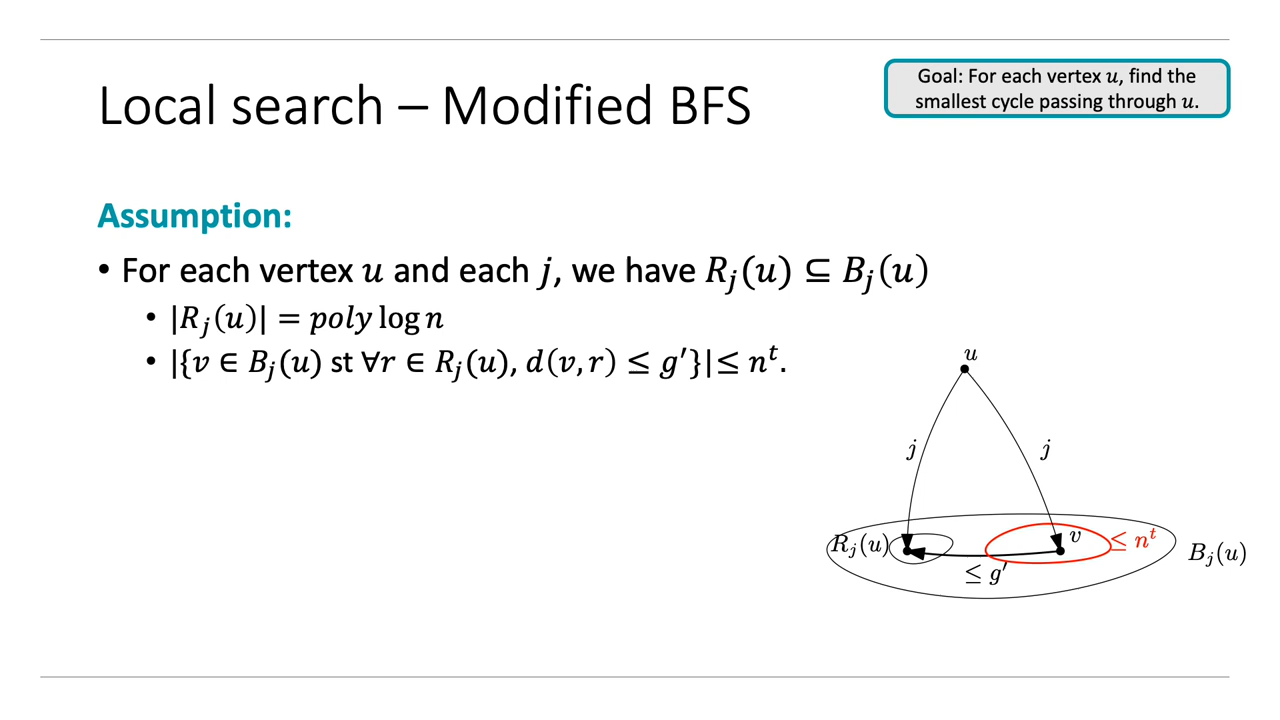 Goal: For each vertex u, find the
smallest cycle passing through u.
Local search – Modified BFS
Assumption:
• For each vertex u and each j, we have R_j(u) ⊆ B_j(u)
• |R_j(u)| = poly log n
• |{v ∈ B_j(u) st ∀r ∈ R_j(u), d(v, r) ≤ g′}|≤ n^t.
u
j
j
R_j(u)
v
≤ n^t
B_j(u)
≤ g′